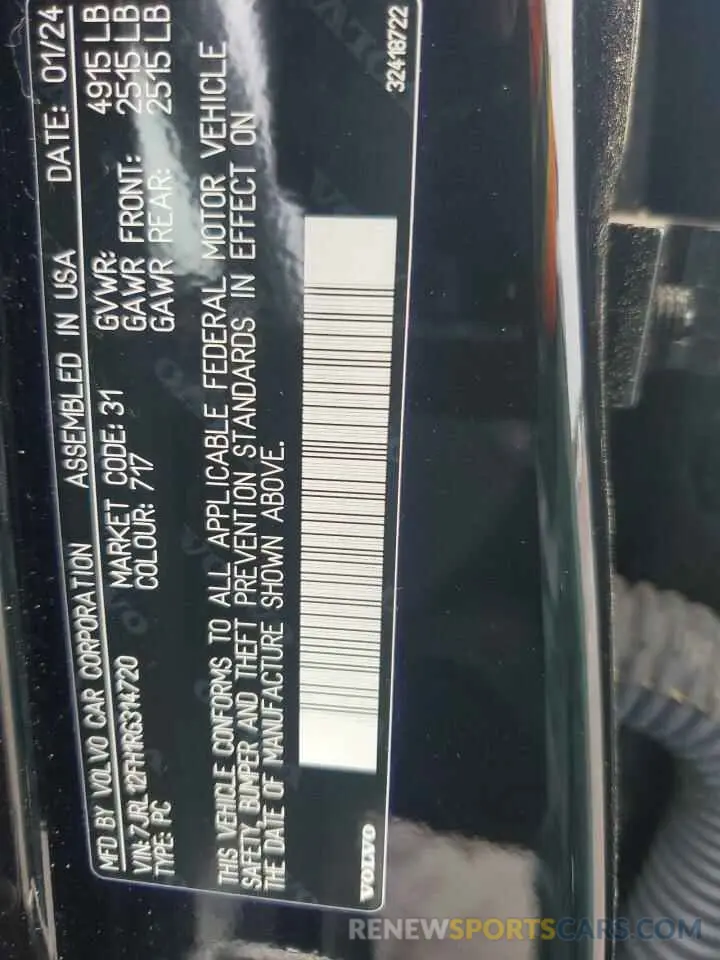 MFD BY VOLVO CAR CORPORATION ASSEMBLED IN USA DATE: 01/24
VIN: 7JRL12FH1RG314720 MARKET CODE: 31 GVWR: 4915 LB
TYPE: PC COLOUR: 717 GAWR FRONT: 2515 LB
GAWR REAR: 2515 LB
THIS VEHICLE CONFORMS TO ALL APPLICABLE FEDERAL MOTOR VEHICLE
SAFETY, BUMPER AND THEFT PREVENTION STANDARDS IN EFFECT ON
THE DATE OF MANUFACTURE SHOWN ABOVE.
VOLVO 32418722
RENEWSPORTSCARS.COM